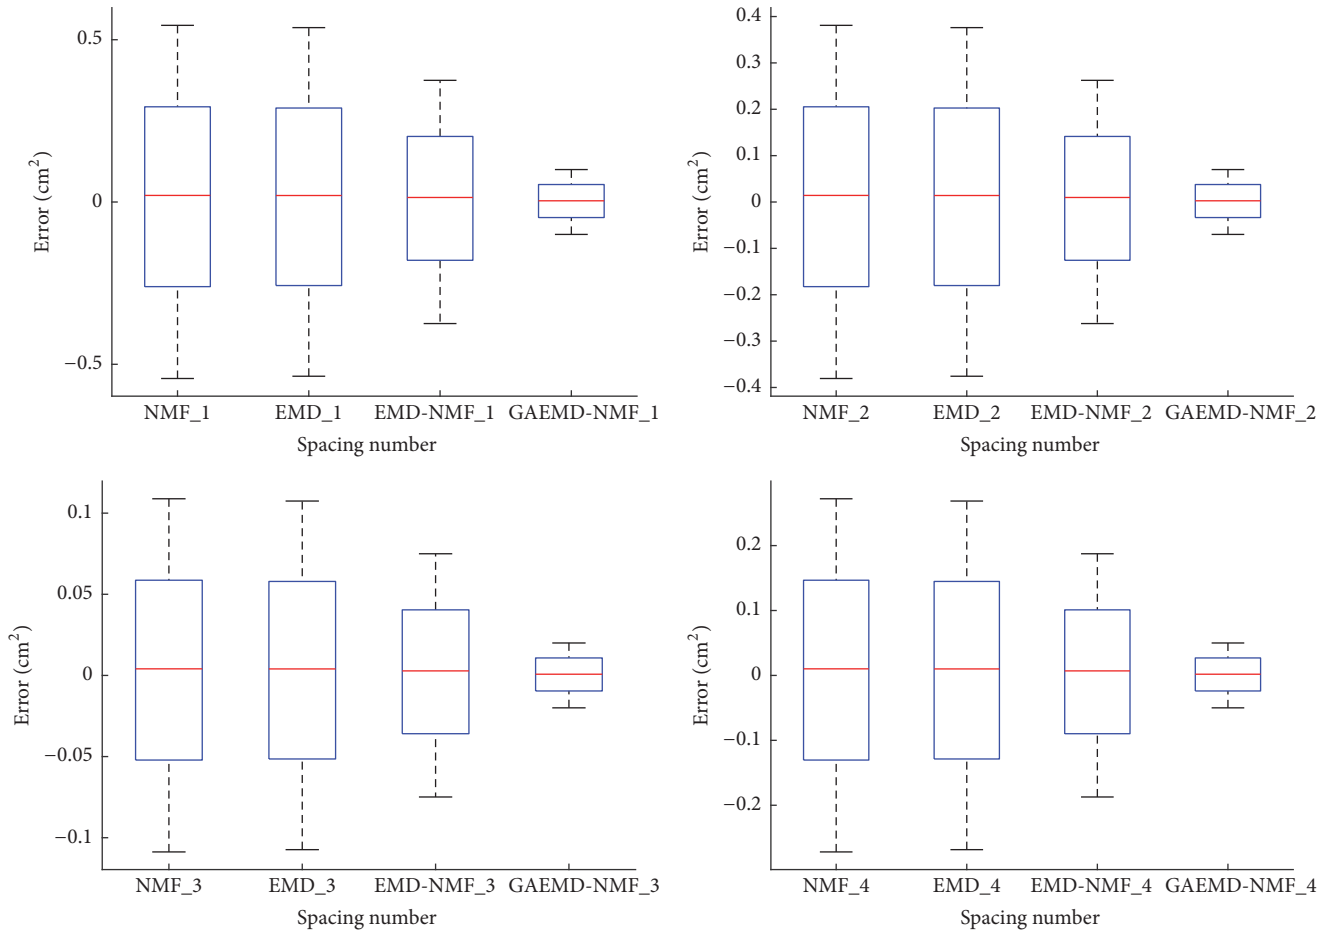 0.5
0
−0.5
Error (cm²)
NMF_1 EMD_1 EMD-NMF_1 GAEMD-NMF_1
Spacing number
0.4
0.3
0.2
0.1
0
−0.1
−0.2
−0.3
−0.4
Error (cm²)
NMF_2 EMD_2 EMD-NMF_2 GAEMD-NMF_2
Spacing number
0.1
0.05
0
−0.05
−0.1
Error (cm²)
NMF_3 EMD_3 EMD-NMF_3 GAEMD-NMF_3
Spacing number
0.2
0.1
0
−0.1
−0.2
Error (cm²)
NMF_4 EMD_4 EMD-NMF_4 GAEMD-NMF_4
Spacing number